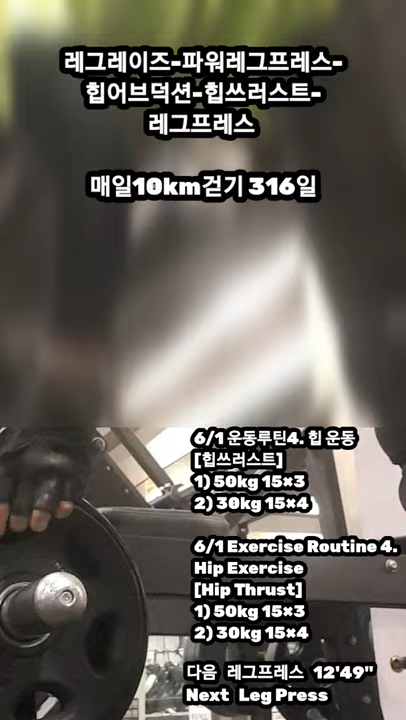 레그레이즈-파워레그프레스-
힙어브덕션-힙쓰러스트-
레그프레스
매일10km걷기 316일
6/1 운동루틴4. 힙 운동
[힙쓰러스트]
1) 50kg 15×3
2) 30kg 15×4
6/1 Exercise Routine 4.
Hip Exercise
[Hip Thrust]
1) 50kg 15×3
2) 30kg 15×4
다음 레그프레스 12'49"
Next Leg Press